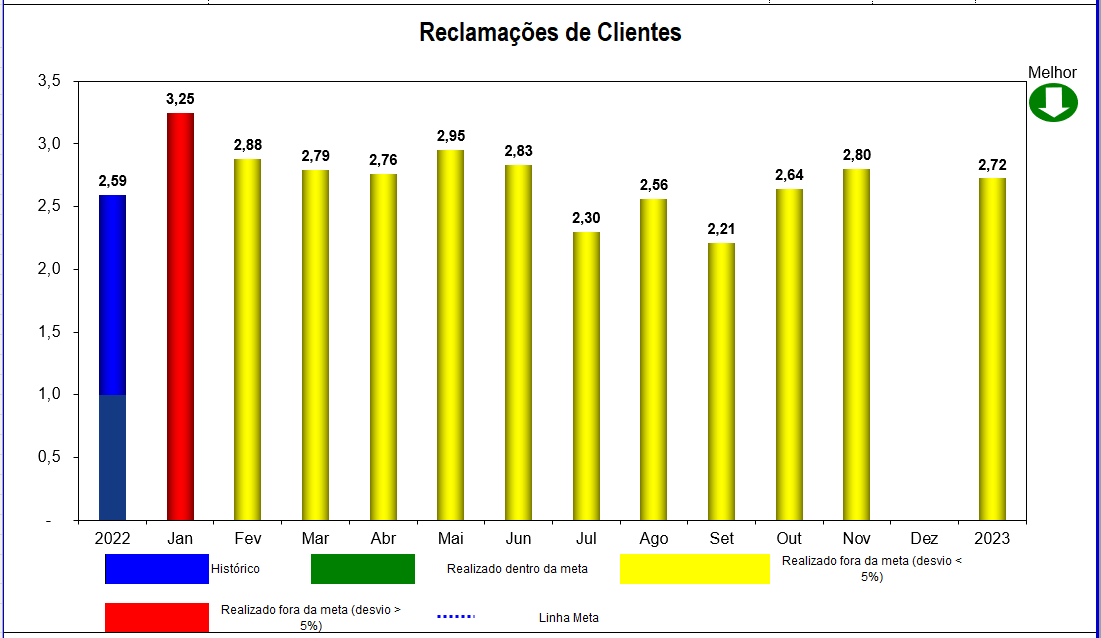 Reclamações de Clientes
Melhor
3,5
3,0
2,5
2,0
1,5
1,0
0,5
-
2,59
3,25
2,88
2,79
2,76
2,95
2,83
2,30
2,56
2,21
2,64
2,80
2,72
2022 Jan Fev Mar Abr Mai Jun Jul Ago Set Out Nov Dez 2023
Histórico
Realizado dentro da meta
Realizado fora da meta (desvio <
5%)
Realizado fora da meta (desvio >
5%)
Linha Meta